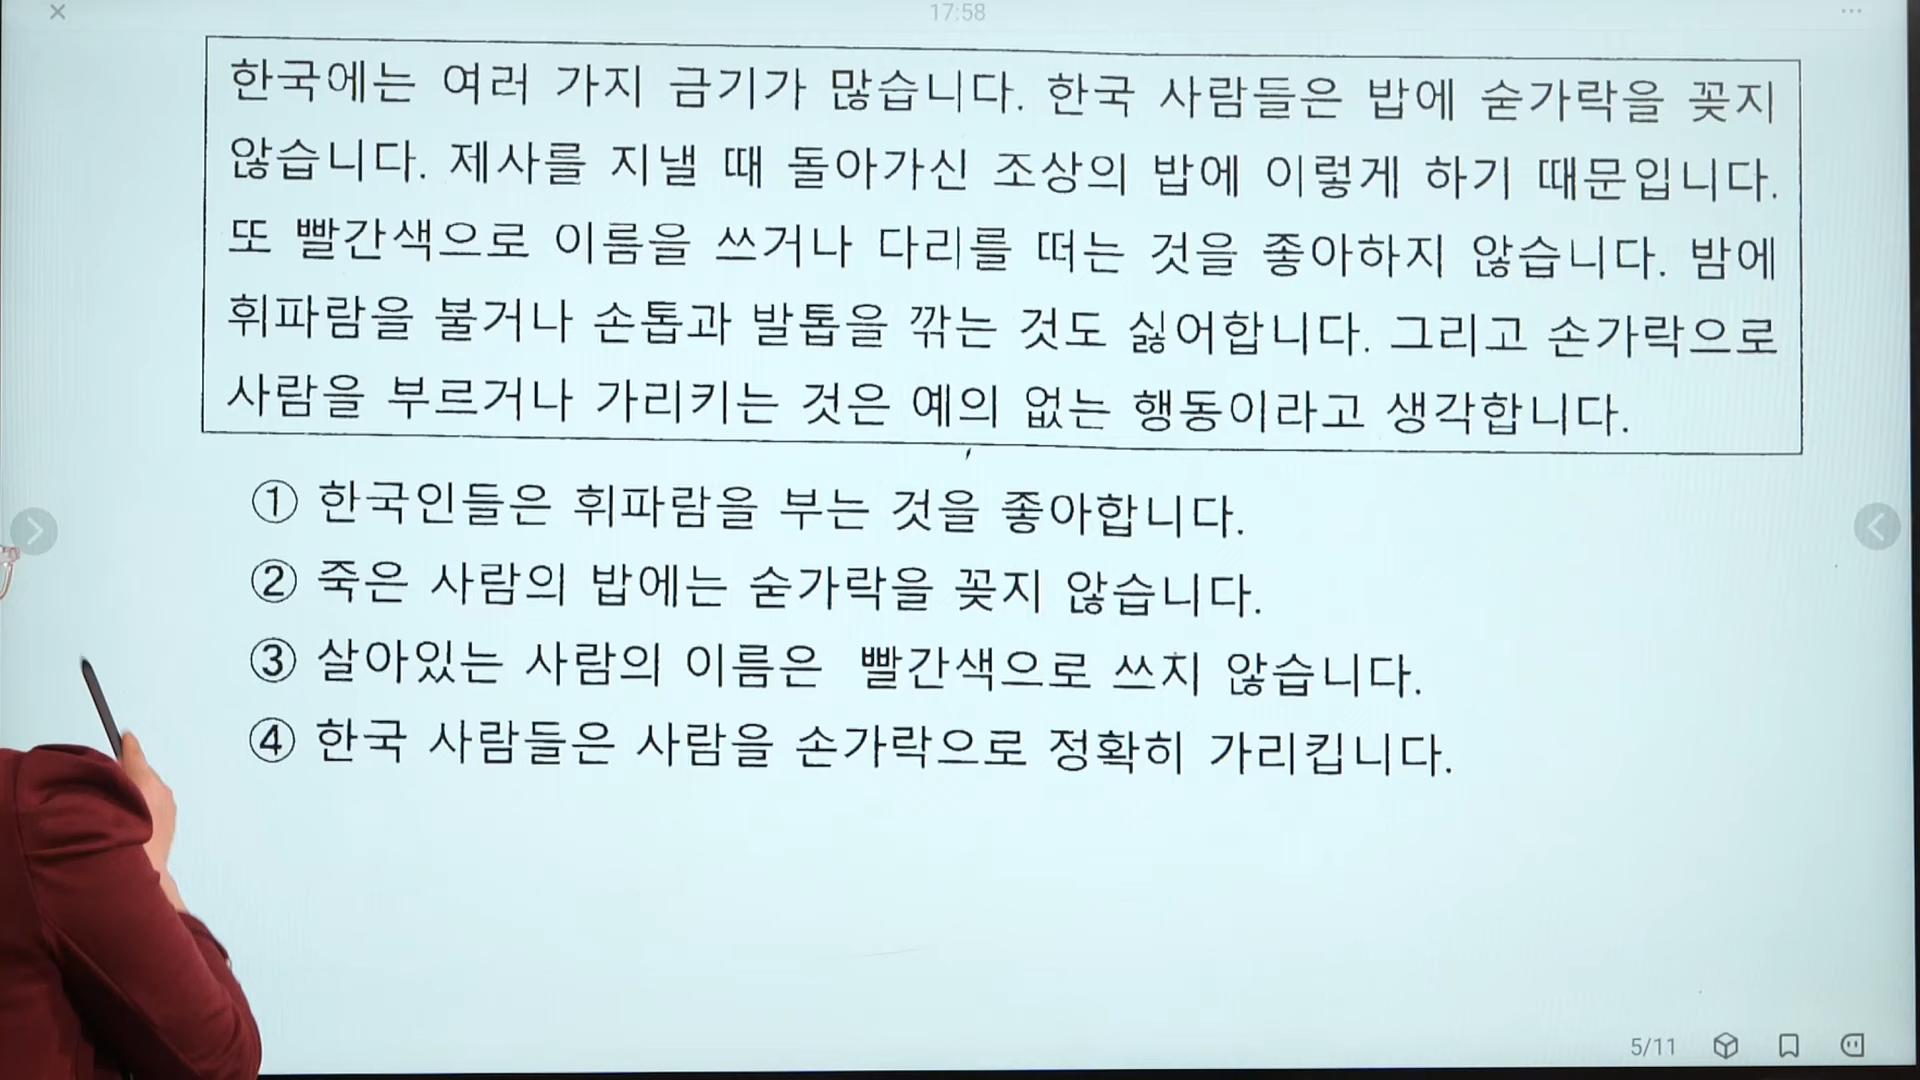 17:58
한국에는 여러 가지 금기가 많습니다. 한국 사람들은 밥에 숟가락을 꽂지
않습니다. 제사를 지낼 때 돌아가신 조상의 밥에 이렇게 하기 때문입니다.
또 빨간색으로 이름을 쓰거나 다리를 떠는 것을 좋아하지 않습니다. 밤에
휘파람을 불거나 손톱과 발톱을 깎는 것도 싫어합니다. 그리고 손가락으로
사람을 부르거나 가리키는 것은 예의 없는 행동이라고 생각합니다.
① 한국인들은 휘파람을 부는 것을 좋아합니다.
② 죽은 사람의 밥에는 숟가락을 꽂지 않습니다.
③ 살아있는 사람의 이름은 빨간색으로 쓰지 않습니다.
④ 한국 사람들은 사람을 손가락으로 정확히 가리킵니다.
5/11